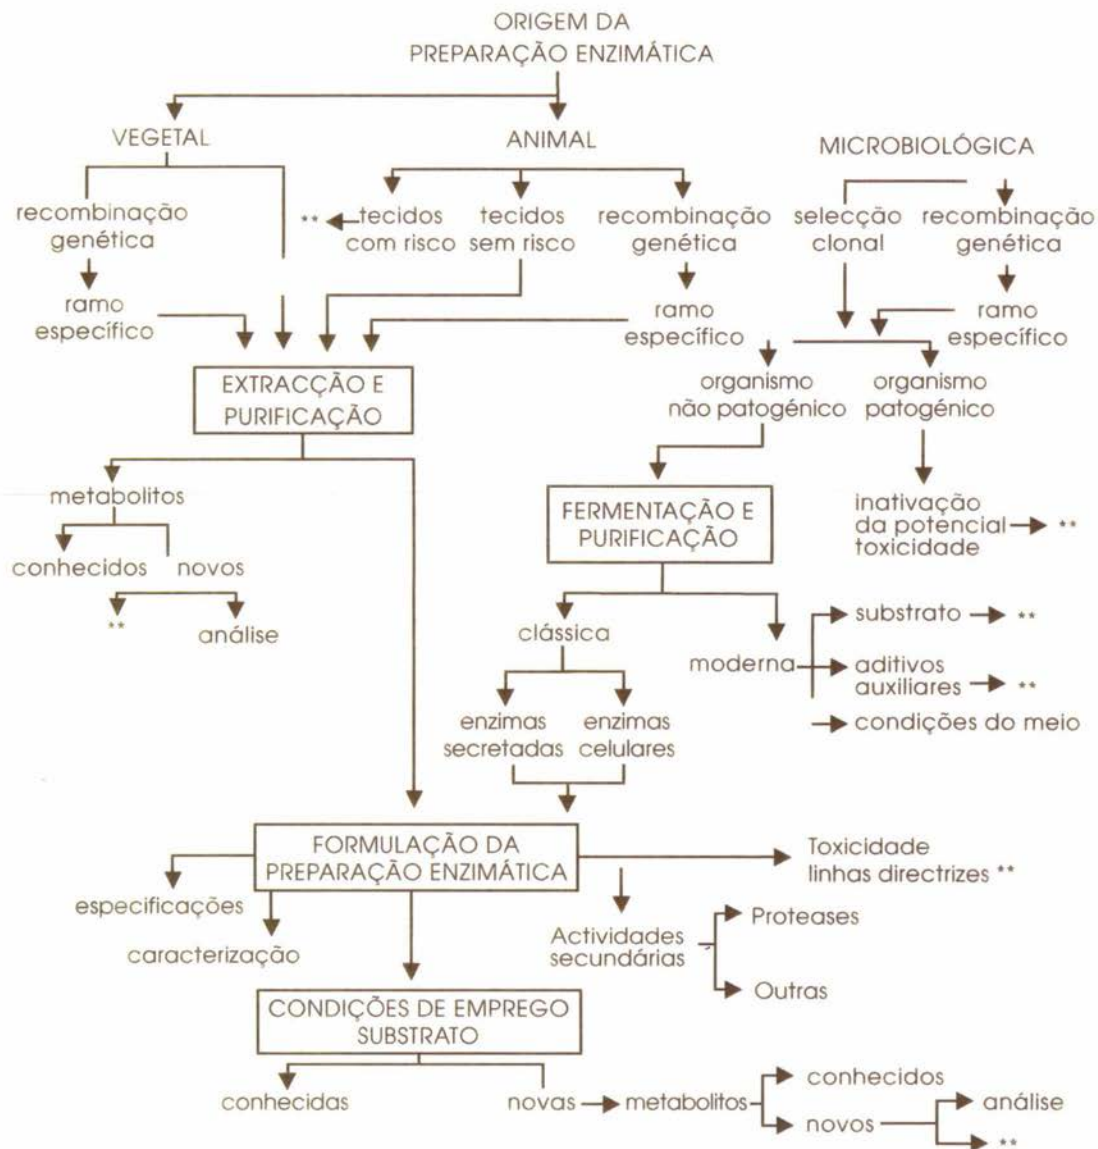 ORIGEM DA
PREPARAÇÃO ENZIMÁTICA
VEGETAL
ANIMAL
MICROBIOLÓGICA
recombinação
genética
**
tecidos
com risco
tecidos
sem risco
recombinação
genética
selecção
clonal
recombinação
genética
ramo
específico
ramo
específico
ramo
específico
EXTRACÇÃO E
PURIFICAÇÃO
organismo
não patogénico
organismo
patogénico
metabolitos
conhecidos
novos
**
análise
FERMENTAÇÃO E
PURIFICAÇÃO
inativação
da potencial
toxicidade
**
clássica
moderna
substrato
**
aditivos
auxiliares
**
condições do meio
enzimas
secretadas
enzimas
celulares
FORMULAÇÃO DA
PREPARAÇÃO ENZIMÁTICA
Toxicidade
linhas directrizes **
especificações
caracterização
Actividades
secundárias
Proteases
Outras
CONDIÇÕES DE EMPREGO
SUBSTRATO
conhecidas
novas
metabolitos
conhecidos
novos
análise
**